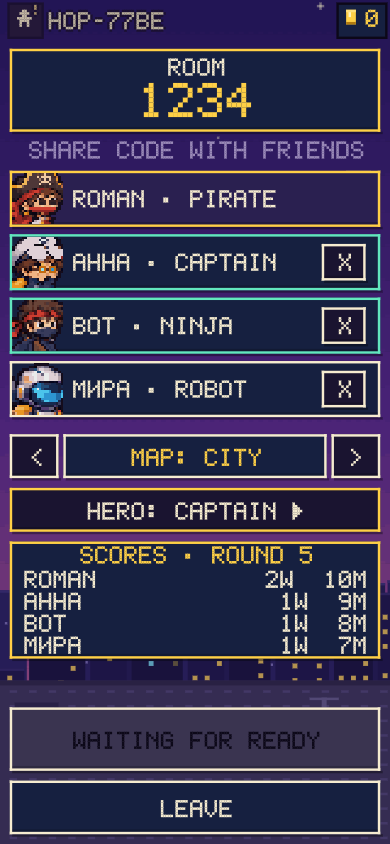 HOP-77BE
0
ROOM
1234
SHARE CODE WITH FRIENDS
ROMAN · PIRATE
АННА · CAPTAIN
X
BOT · NINJA
X
МИРА · ROBOT
X
< MAP: CITY >
HERO: CAPTAIN ▶
SCORES · ROUND 5
ROMAN 2W 10M
АННА 1W 9M
BOT 1W 8M
МИРА 1W 7M
WAITING FOR READY
LEAVE